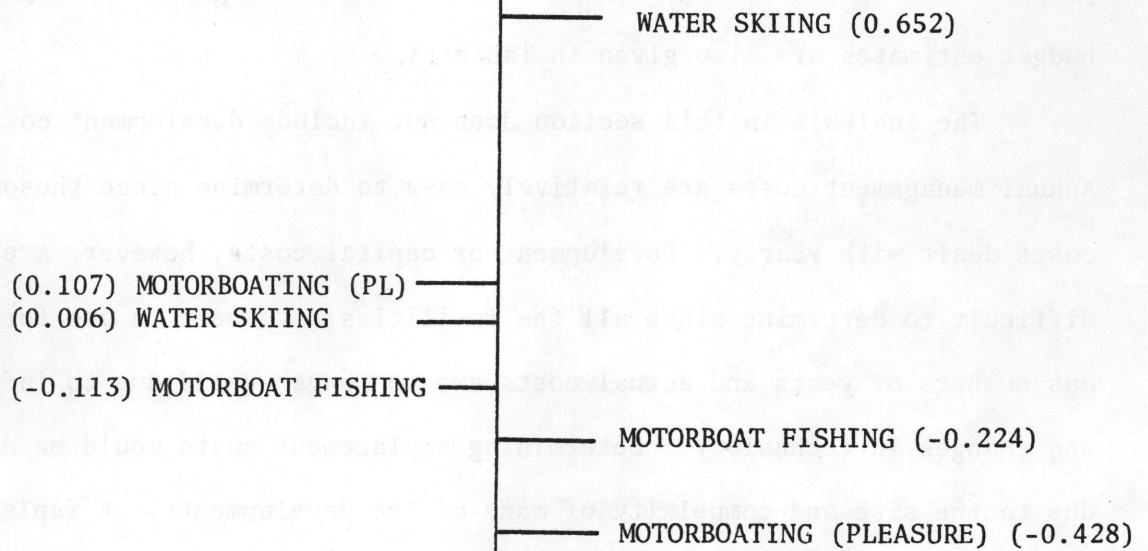 WATER SKIING (0.652)
budget estimates are also given in Table 13.
The analysis in this section does not include development cos
Annual management costs are relatively easy to determine since these
costs dealt with yearly. Development or capital costs, however, are
(0.107) MOTORBOATING (PL)
difficult to determine since all the
(0.006) WATER SKIING
(-0.113) MOTORBOAT FISHING
ous numbers of years and actual costs
MOTORBOAT FISHING (-0.224)
and changes in technology. Determining replacement costs would be d
due to the size and complxity of many of the developments. A repla
MOTORBOATING (PLEASURE) (-0.428)